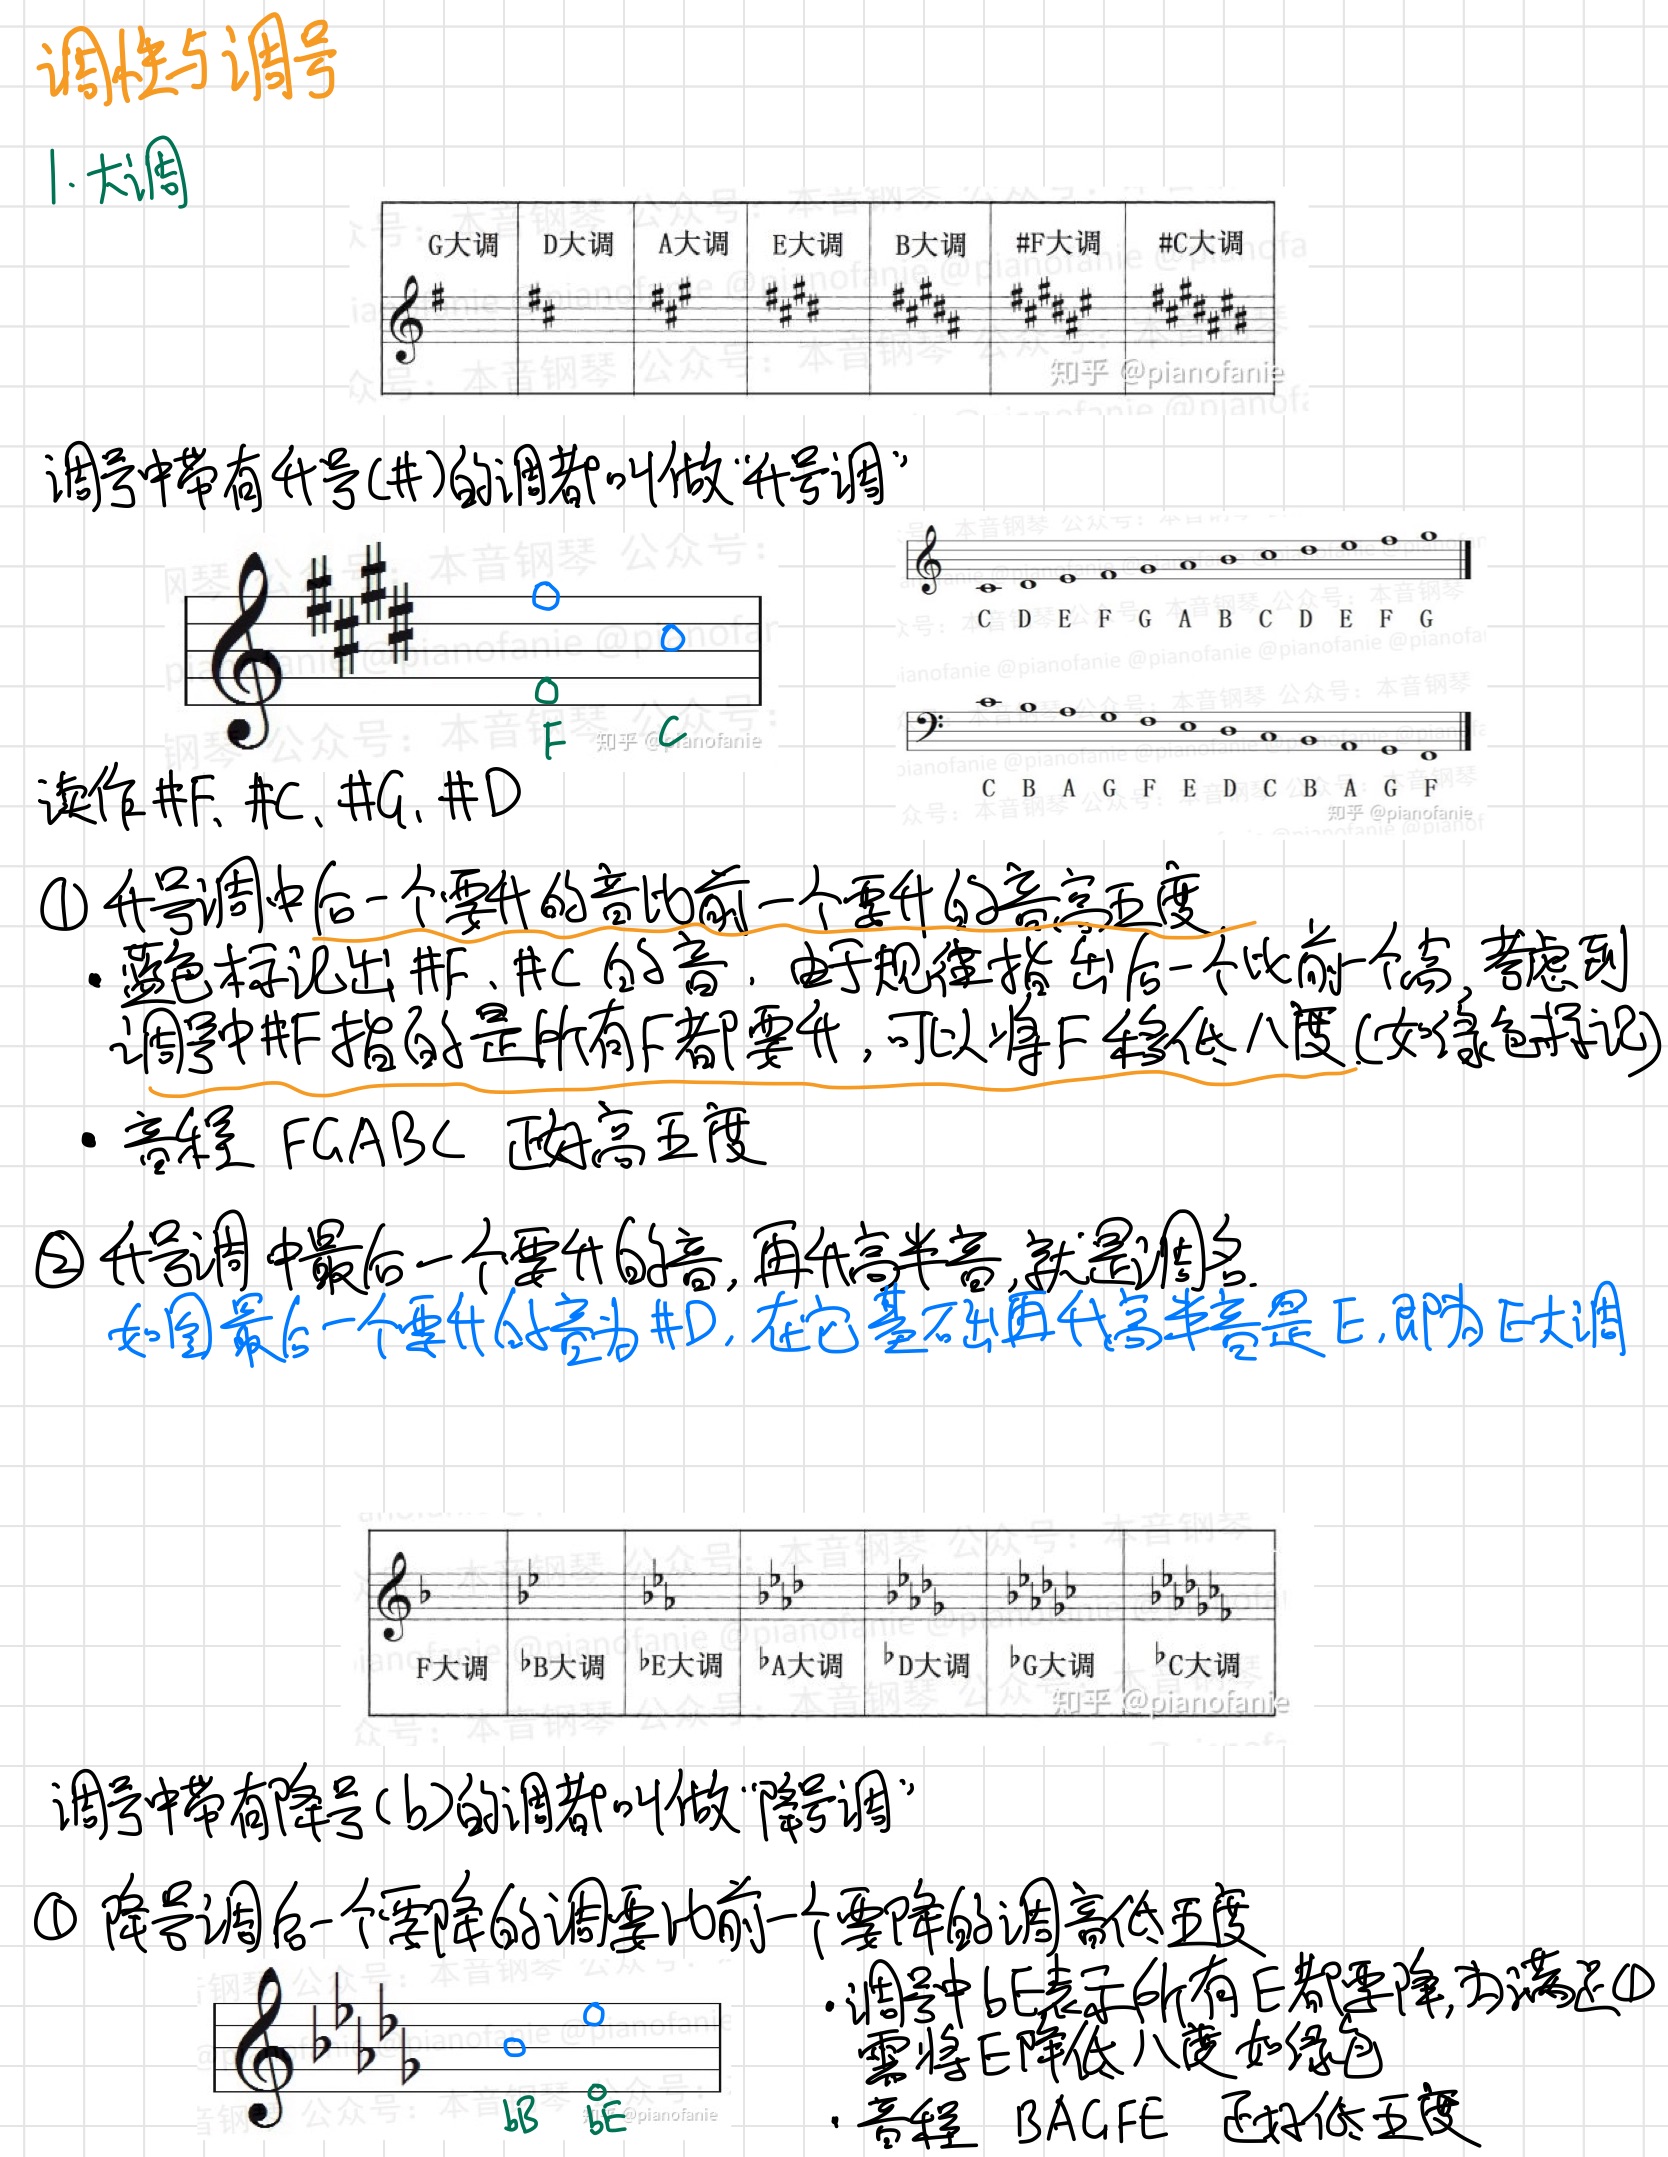 调性与调号
1. 大调
G大调 D大调 A大调 E大调 B大调 #F大调 #C大调
知乎 @pianofanie
调号中带有升号(#)的调都叫做“升号调”
C D E F G A B C D E F G
F C
知乎 @pianofanie
C B A G F E D C B A G F
知乎 @pianofanie
读作#F、#C、#G、#D
① 升号调中后一个要升的音比前一个要升的音高五度
• 蓝色标记出#F、#C的音，由于规律指出后一个比前一个高，考虑到
调号中#F指的是所有F都要升，可以将F移低八度(如绿色标记)
• 音程 FGABC 正好高五度
② 升号调中最后一个要升的音，再升高半音，就是调名.
如图最后一个要升的音为#D，在它基础再升高半音是E，即为E大调
F大调 ♭B大调 ♭E大调 ♭A大调 ♭D大调 ♭G大调 ♭C大调
知乎 @pianofanie
调号中带有降号(b)的调都叫做“降号调”
① 降号调后一个要降的调要比前一个要降的调高低五度
• 调号中bE表示所有E都要降，为满足①
需将E降低八度如绿色
• 音程 BAGFE 正好低五度
bB bE
知乎 @pianofanie